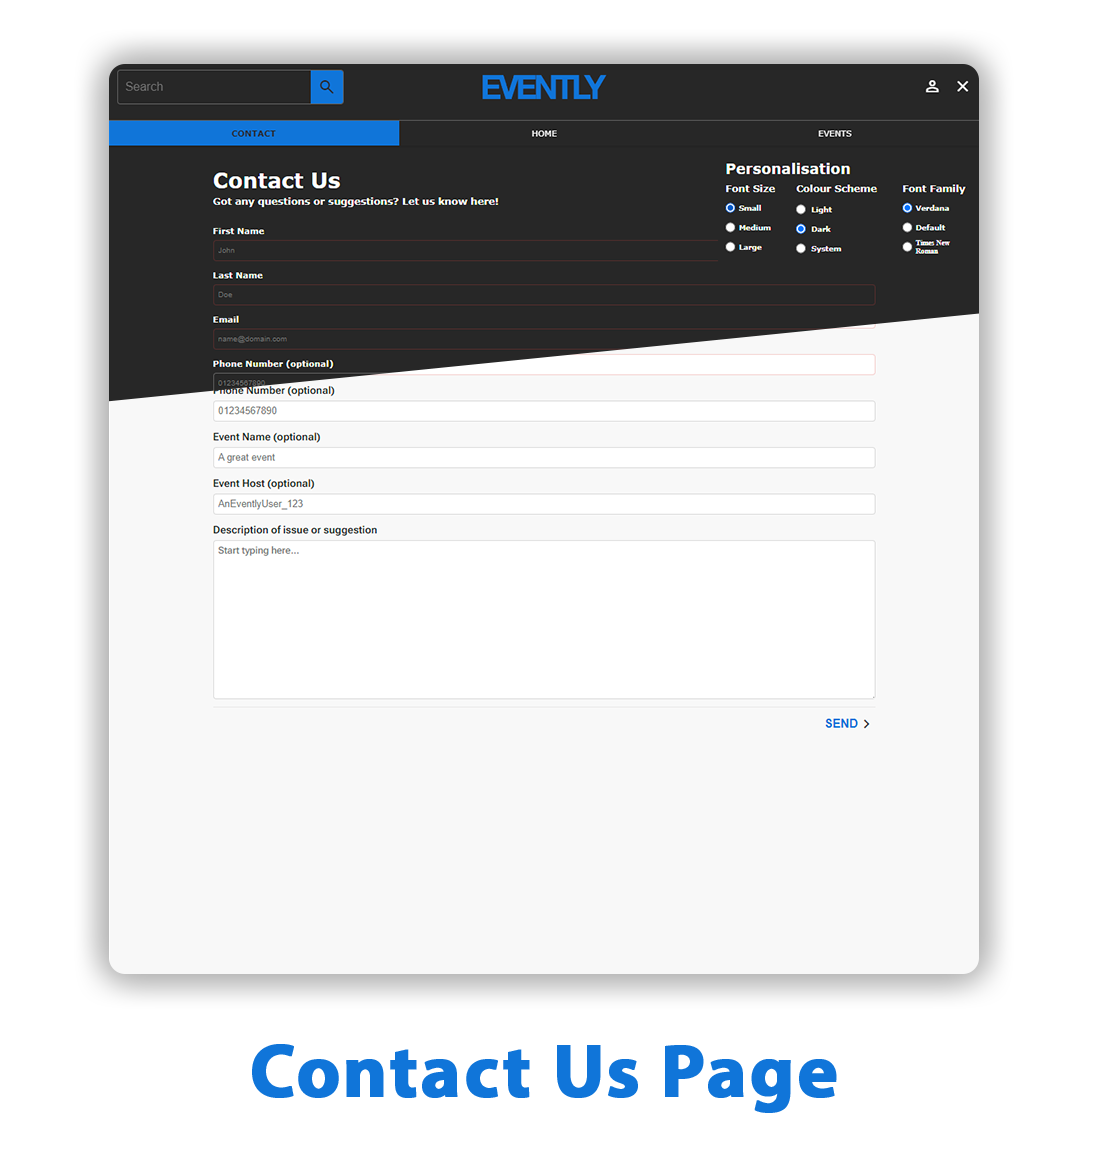 Search
EVENTLY
CONTACT
HOME
EVENTS
Contact Us
Got any questions or suggestions? Let us know here!
Personalisation
Font Size
Small
Medium
Large
Colour Scheme
Light
Dark
System
Font Family
Verdana
Default
Times New
Roman
First Name
John
Last Name
Doe
Email
name@domain.com
Phone Number (optional)
01234567890
Phone Number (optional)
01234567890
Event Name (optional)
A great event
Event Host (optional)
AnEventlyUser_123
Description of issue or suggestion
Start typing here...
SEND
Contact Us Page